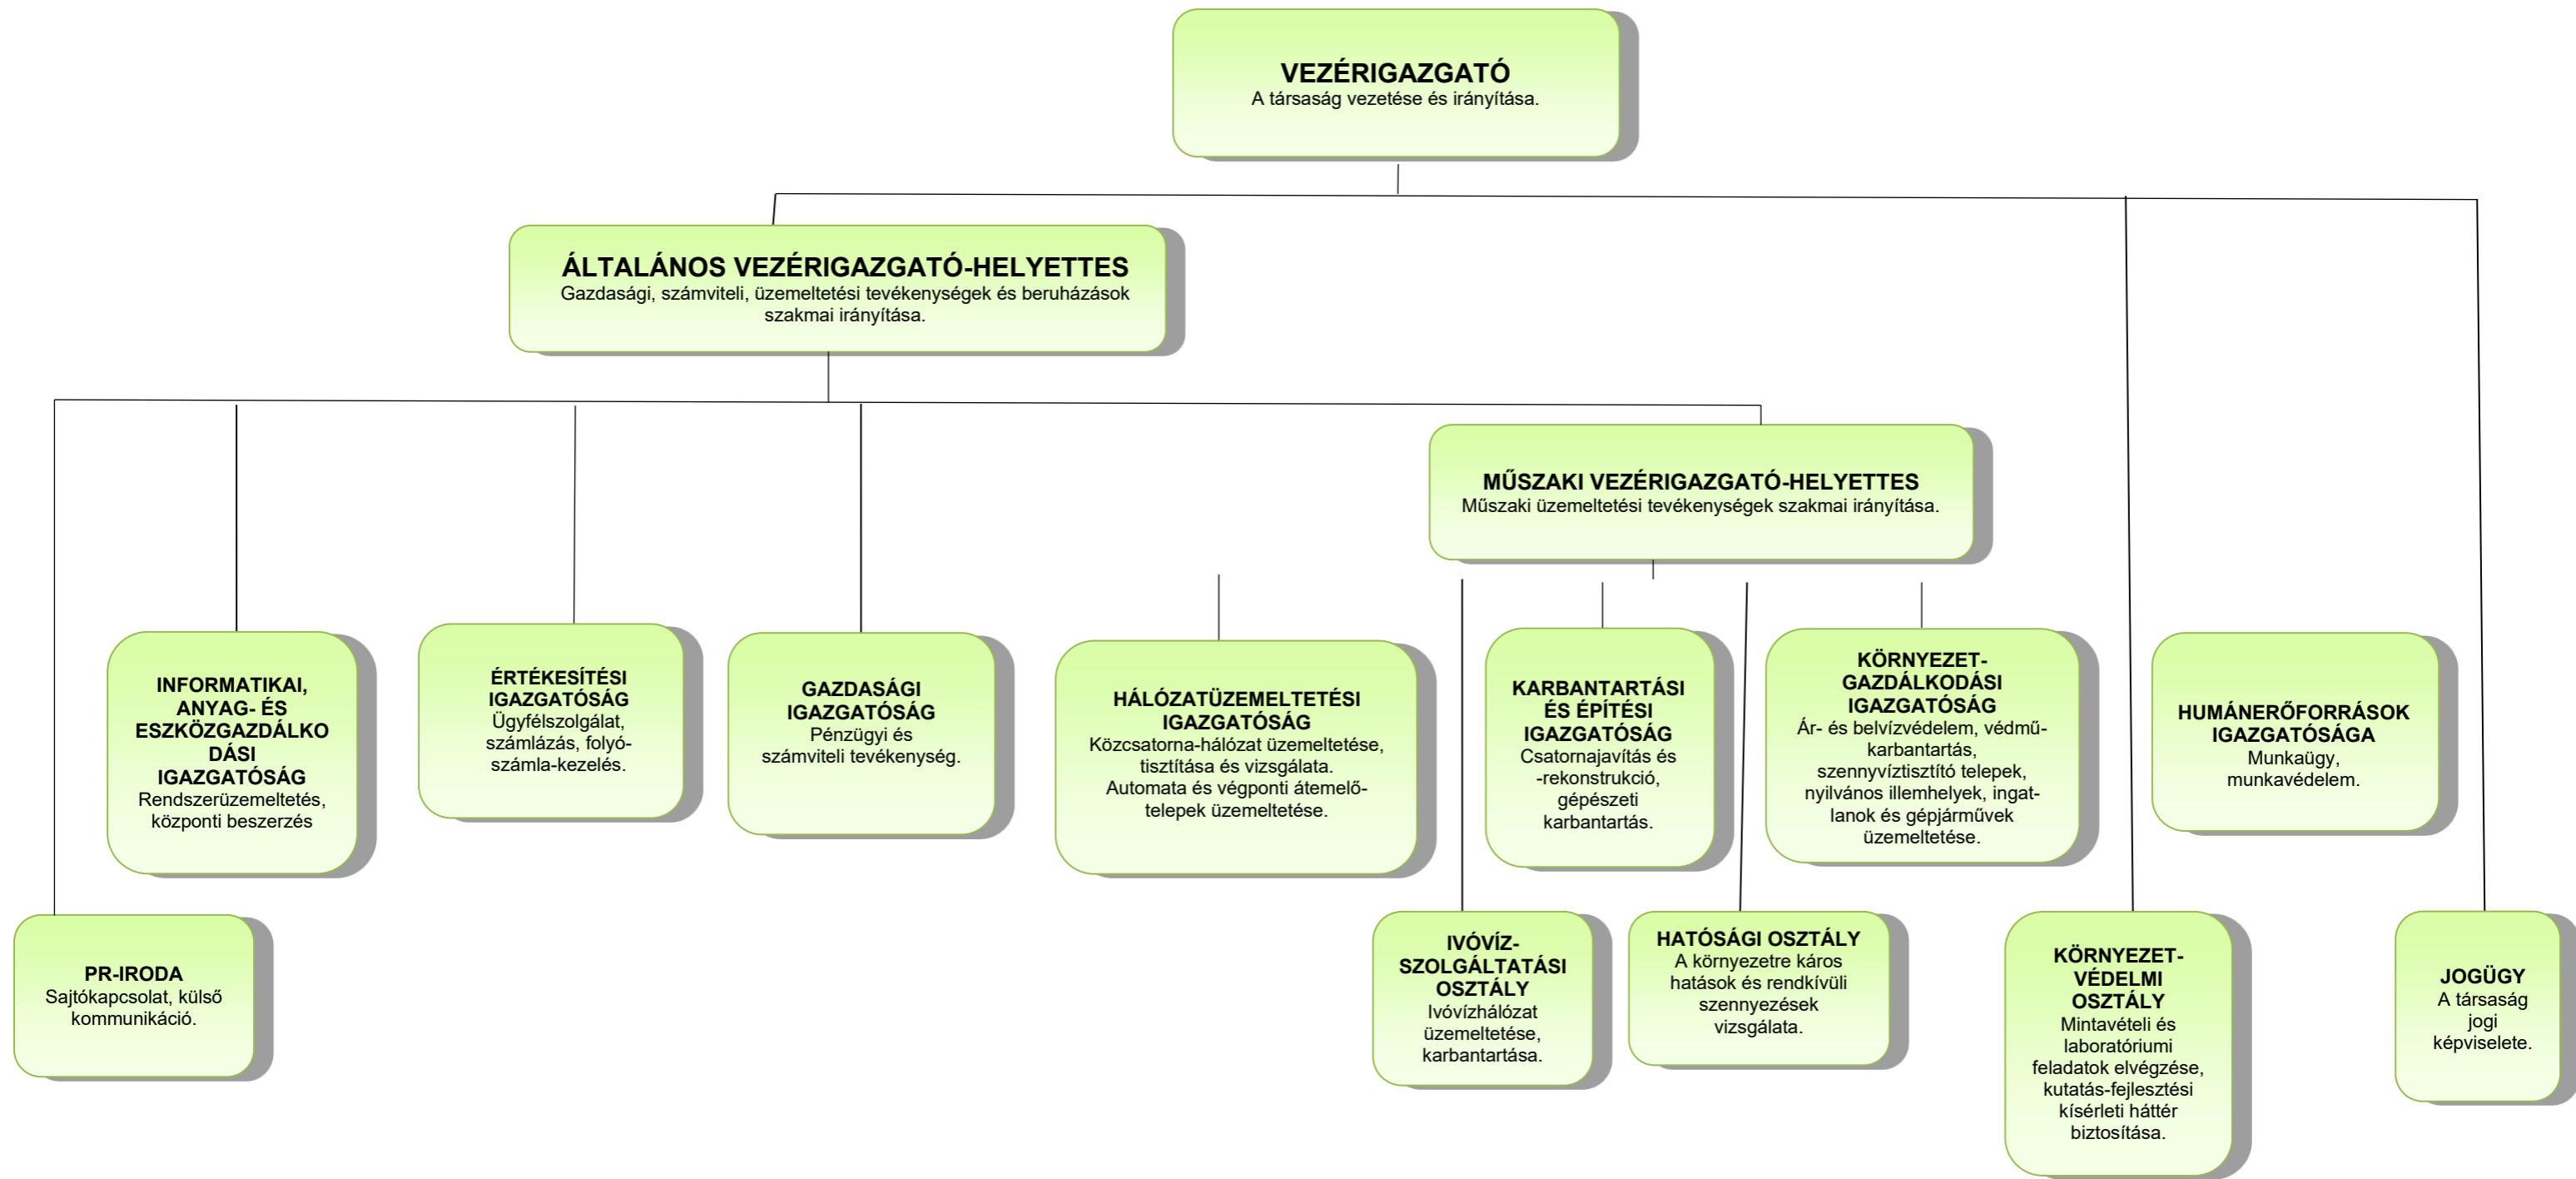 VEZÉRIGAZGATÓ
A társaság vezetése és irányítása.
ÁLTALÁNOS VEZÉRIGAZGATÓ-HELYETTES
Gazdasági, számviteli, üzemeltetési tevékenységek és beruházások
szakmai irányítása.
MŰSZAKI VEZÉRIGAZGATÓ-HELYETTES
Műszaki üzemeltetési tevékenységek szakmai irányítása.
INFORMATIKAI,
ANYAG- ÉS
ESZKÖZGAZDÁLKO
DÁSI
IGAZGATÓSÁG
Rendszerüzemeltetés,
központi beszerzés
ÉRTÉKESÍTÉSI
IGAZGATÓSÁG
Ügyfélszolgálat,
számlázás, folyó-
számla-kezelés.
GAZDASÁGI
IGAZGATÓSÁG
Pénzügyi és
számviteli tevékenység.
HÁLÓZATÜZEMELTETÉSI
IGAZGATÓSÁG
Közcsatorna-hálózat üzemeltetése,
tisztítása és vizsgálata.
Automata és végponti átemelő-
telepek üzemeltetése.
KARBANTARTÁSI
ÉS ÉPÍTÉSI
IGAZGATÓSÁG
Csatornajavítás és
-rekonstrukció,
gépészeti
karbantartás.
KÖRNYEZET-
GAZDÁLKODÁSI
IGAZGATÓSÁG
Ár- és belvízvédelem, védmű-
karbantartás,
szennyvíztisztító telepek,
nyilvános illemhelyek, ingat-
lanok és gépjárművek
üzemeltetése.
HUMÁNERŐFORRÁSOK
IGAZGATÓSÁGA
Munkaügy,
munkavédelem.
PR-IRODA
Sajtókapcsolat, külső
kommunikáció.
IVÓVÍZ-
SZOLGÁLTATÁSI
OSZTÁLY
Ivóvízhálózat
üzemeltetése,
karbantartása.
HATÓSÁGI OSZTÁLY
A környezetre káros
hatások és rendkívüli
szennyezések
vizsgálata.
KÖRNYEZET-
VÉDELMI
OSZTÁLY
Mintavételi és
laboratóriumi
feladatok elvégzése,
kutatás-fejlesztési
kísérleti háttér
biztosítása.
JOGÜGY
A társaság
jogi
képviselete.